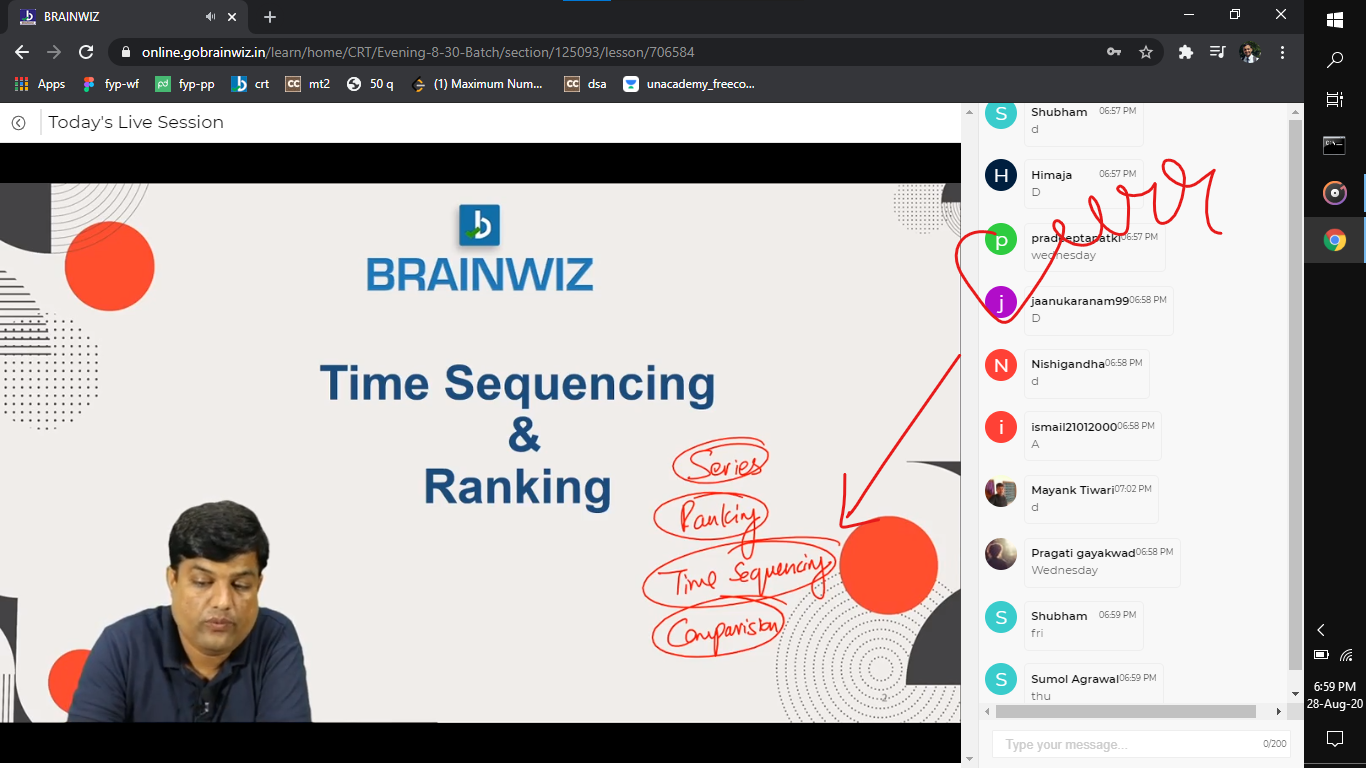 BRAINWIZ
online.gobrainwiz.in/learn/home/CRT/Evening-8-30-Batch/section/125093/lesson/706584
Apps fyp-wf fyp-pp crt CC mt2 50 q (1) Maximum Num... CC dsa unacademy_freeco...
Today's Live Session
b
BRAINWIZ
Time Sequencing
&
Ranking
Series
Ranking
Time Sequencing
Comparision
2
S Shubham 06:57 PM
d
H Himaja 06:57 PM
D
p pradeeptapatki 06:57 PM
wednesday
j jaanukaranam99 06:58 PM
D
N Nishigandha 06:58 PM
d
i ismail21012000 06:58 PM
A
Mayank Tiwari 07:02 PM
d
Pragati gayakwad 06:58 PM
Wednesday
S Shubham 06:59 PM
fri
S Sumol Agrawal 06:59 PM
thu
Type your message... 0/200
6:59 PM
28-Aug-20